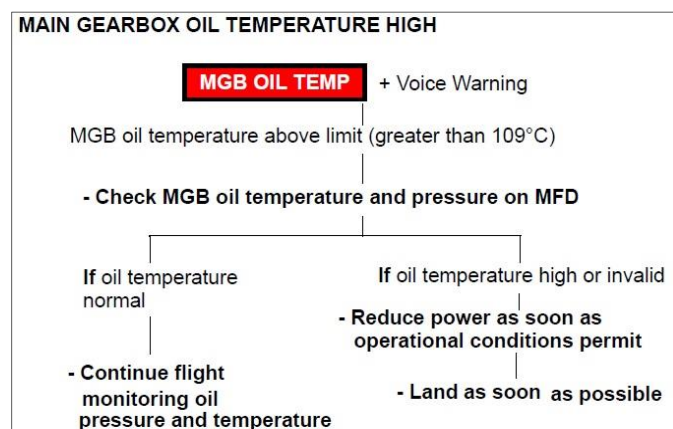 MAIN GEARBOX OIL TEMPERATURE HIGH
MGB OIL TEMP + Voice Warning
MGB oil temperature above limit (greater than 109°C)
- Check MGB oil temperature and pressure on MFD
If oil temperature
normal
- Continue flight
monitoring oil
pressure and temperature
If oil temperature high or invalid
- Reduce power as soon as
operational conditions permit
- Land as soon as possible